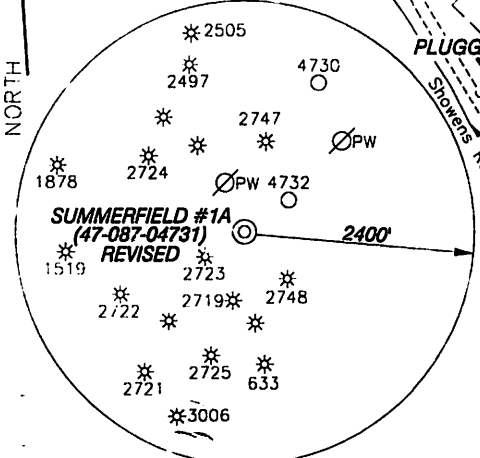 2505
PLUGG
NORTH
2497
4730
Showens
2747
PW
2724
1878
PW
4732
SUMMERFIELD #1A
(47-087-04731)
REVISED
2400'
1519
2723
2722
2719
2748
2725
633
2721
3006